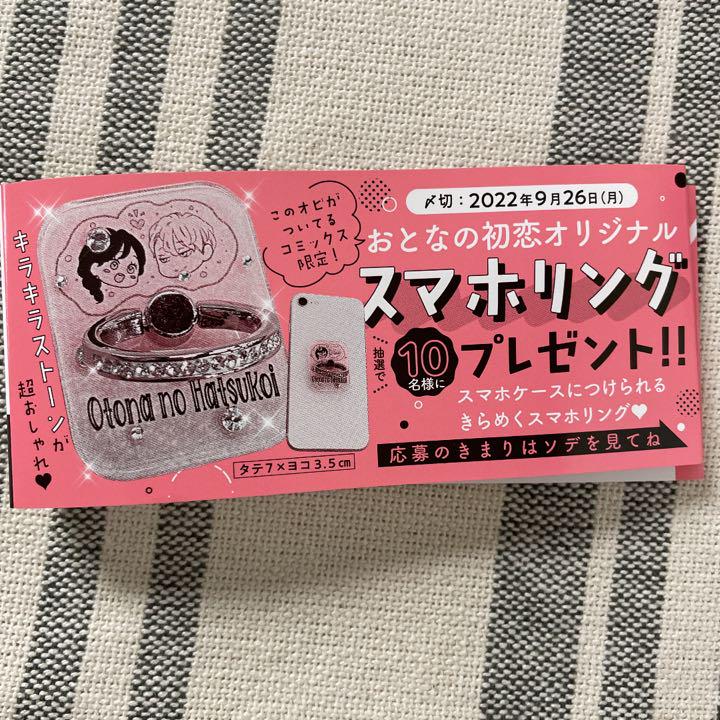 キラキラストーンが
超おしゃれ♥
このオビが
ついてる
コミックス
限定!
Otona no Hatsukoi
タテ7×ヨコ3.5cm
〆切:2022年9月26日(月)
おとなの初恋オリジナル
スマホリング
抽選で
10
名様に
プレゼント!!
スマホケースにつけられる
きらめくスマホリング♥
応募のきまりはソデを見てね